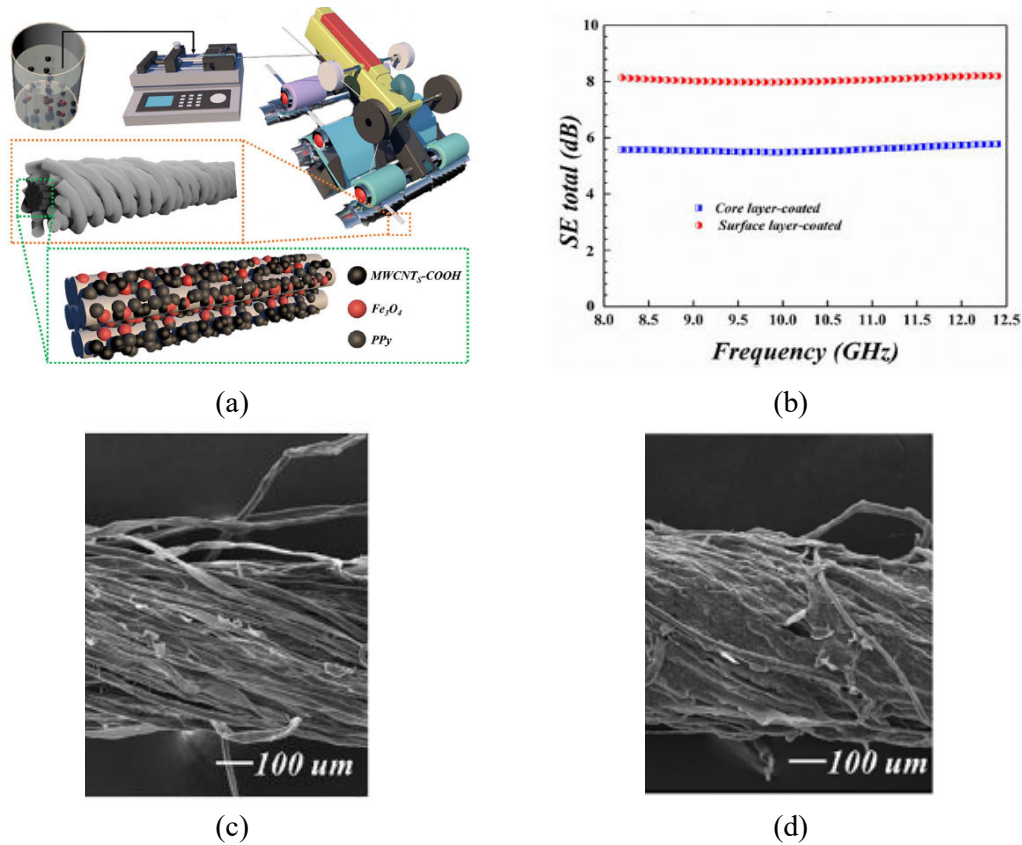 MWCNTS-COOH
Fe3O4
PPy
(a)
SE total (dB)
10
8
6
4
2
0
Core layer-coated
Surface layer-coated
8.0 8.5 9.0 9.5 10.0 10.5 11.0 11.5 12.0 12.5
Frequency (GHz)
(b)
100 um
(c)
100 um
(d)